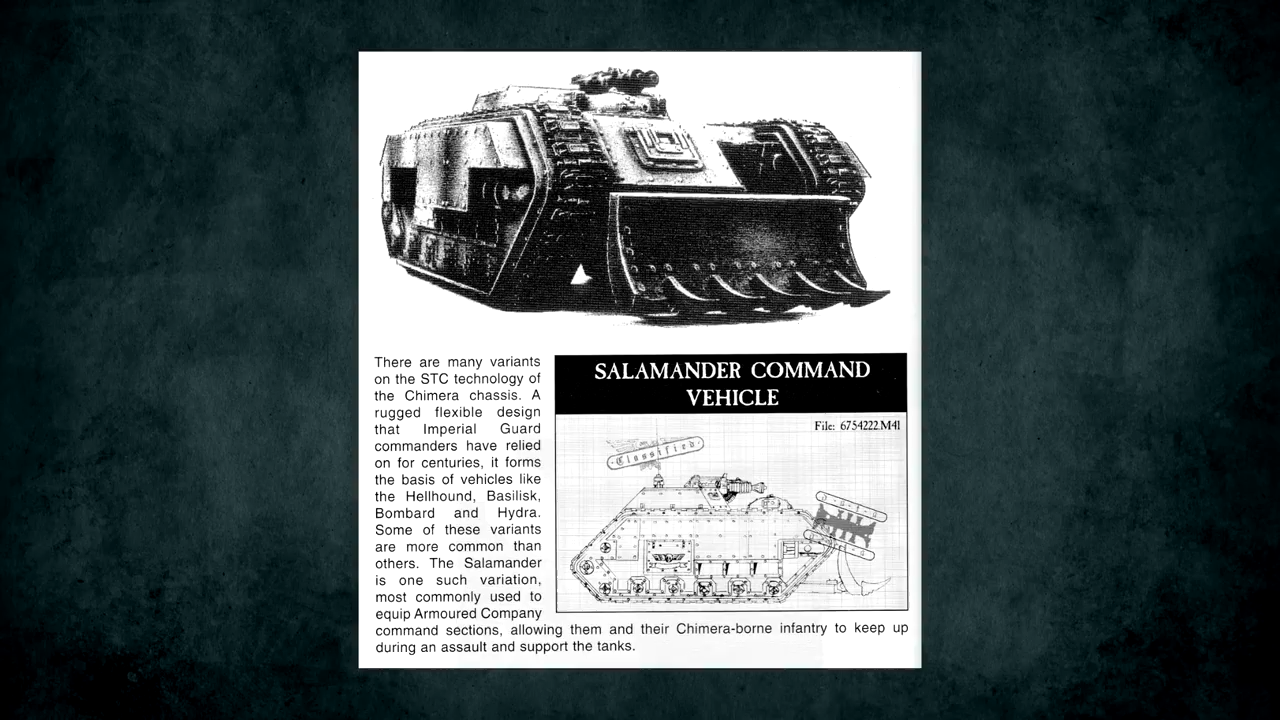 There are many variants
on the STC technology of
the Chimera chassis. A
rugged flexible design
that Imperial Guard
commanders have relied
on for centuries, it forms
the basis of vehicles like
the Hellhound, Basilisk,
Bombard and Hydra.
Some of these variants
are more common than
others. The Salamander
is one such variation,
most commonly used to
equip Armoured Company
command sections, allowing them and their Chimera-borne infantry to keep up
during an assault and support the tanks.
SALAMANDER COMMAND
VEHICLE
File: 6754222.M41
Classified